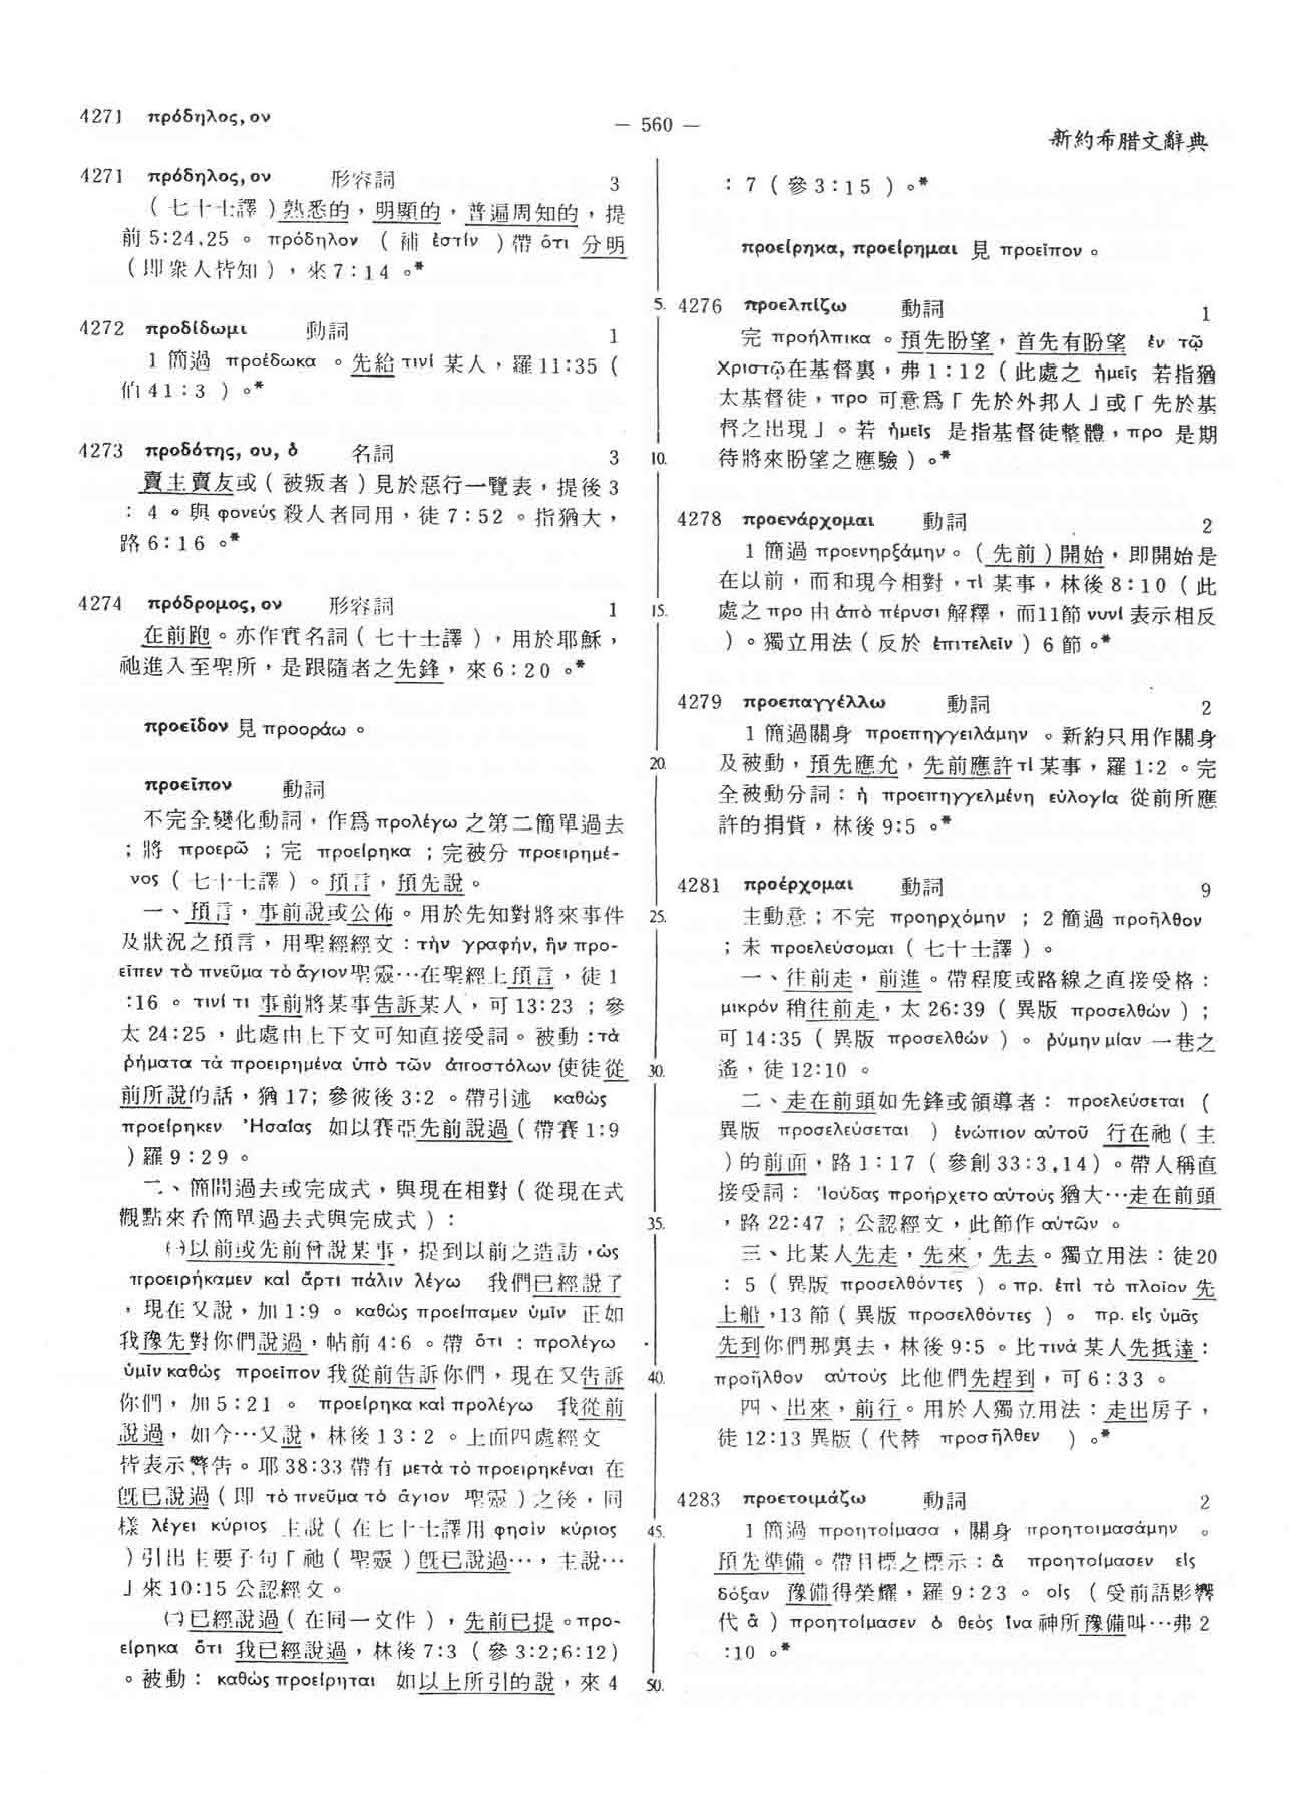 4271 πρόδηλος, ον
— 560 —
新約希腊文辭典
4271 πρόδηλος, ον 形容詞 3
(七十士譯)熟悉的，明顯的，普遍周知的，提
前5:24,25。πρόδηλον (補 ἐστίν )帶 ὅτι 分明
(即衆人皆知)，來7:14。*
4272 προδίδωμι 動詞 1
1簡過 προέδωκα 。先給 τινί 某人，羅11:35(
伯41:3)。*
4273 προδότης, ου, ὁ 名詞 3
賣主賣友或(被叛者)見於惡行一覽表，提後3
:4。與 φονεύς 殺人者同用，徒7:52。指猶大，
路6:16。*
4274 πρόδρομος, ον 形容詞 1
在前跑。亦作實名詞(七十士譯)，用於耶穌，
祂進入至聖所，是跟隨者之先鋒，來6:20。*
προεῖδον 見 προοράω 。
προεῖπον 動詞
不完全變化動詞，作爲 προλέγω 之第二簡單過去
;將 προερῶ ;完 προείρηκα ;完被分 προειρημέ-
νος (七十士譯)。預言，預先說。
一、預言，事前說或公佈。用於先知對將來事件
及狀況之預言，用聖經經文: τὴν γραφήν, ἣν προ-
εῖπεν τὸ πνεῦμα τὸ ἅγιον 聖靈…在聖經上預言，徒1
:16。τινί τι 事前將某事告訴某人，可13:23;參
太24:25，此處由上下文可知直接受詞。被動: τὰ
ῥήματα τὰ προειρημένα ὑπὸ τῶν ἀποστόλων 使徒從
前所說的話，猶17;參彼後3:2。帶引述 καθὼς
προείρηκεν Ἠσαΐας 如以賽亞先前說過(帶賽1:9
)羅9:29。
二、簡間過去或完成式，與現在相對(從現在式
觀點來看簡單過去式與完成式):
㈠以前或先前曾說某事，提到以前之造訪，ὡς
προειρήκαμεν καὶ ἄρτι πάλιν λέγω 我們已經說了
，現在又說，加1:9。καθὼς προείπαμεν ὑμῖν 正如
我豫先對你們說過，帖前4:6。帶 ὅτι : προλέγω
ὑμῖν καθὼς προεῖπον 我從前告訴你們，現在又告訴
你們，加5:21。προείρηκα καὶ προλέγω 我從前
說過，如今…又說，林後13:2。上面四處經文
皆表示警告。耶38:33帶有 μετὰ τὸ προειρηκέναι 在
旣已說過(即 τὸ πνεῦμα τὸ ἅγιον 聖靈)之後，同
樣 λέγει κύριος 主說(在七十士譯用 φησὶν κύριος
)引出主要子句「祂(聖靈)旣已說過…，主說…
」來10:15公認經文。
㈡已經說過(在同一文件)，先前已提。προ-
είρηκα ὅτι 我已經說過，林後7:3(參3:2;6:12)
。被動: καθὼς προείρηται 如以上所引的說，來4
:7(參3:15)。*
προείρηκα, προείρημαι 見 προεῖπον 。
5. 4276 προελπίζω 動詞 1
完 προήλπικα 。預先盼望，首先有盼望 ἐν τῷ
Χριστῷ 在基督裏，弗1:12(此處之 ἡμεῖς 若指猶
太基督徒，προ 可意爲「先於外邦人」或「先於基
督之出現」。若 ἡμεῖς 是指基督徒整體，προ 是期
10. 待將來盼望之應驗)。*
4278 προενάρχομαι 動詞 2
1簡過 προενηρξάμην 。(先前)開始，即開始是
在以前，而和現今相對，τὶ 某事，林後8:10(此
15. 處之 προ 由 ἀπὸ πέρυσι 解釋，而11節 νυνί 表示相反
)。獨立用法(反於 ἐπιτελεῖν )6節。*
4279 προεπαγγέλλω 動詞 2
1簡過關身 προεπηγγειλάμην 。新約只用作關身
20. 及被動，預先應允，先前應許 τὶ 某事，羅1:2。完
全被動分詞: ἡ προεπηγγελμένη εὐλογία 從前所應
許的捐貲，林後9:5。*
4281 προέρχομαι 動詞 9
25. 主動意;不完 προηρχόμην ;2簡過 προῆλθον
;未 προελεύσομαι (七十士譯)。
一、往前走，前進。帶程度或路線之直接受格:
μικρόν 稍往前走，太26:39(異版 προσελθών );
可14:35(異版 προσελθών )。ῥύμην μίαν 一巷之
30. 遙，徒12:10。
二、走在前頭如先鋒或領導者: προελεύσεται (
異版 προσελεύσεται )ἐνώπιον αὐτοῦ 行在祂(主
)的前面，路1:17(參創33:3,14)。帶人稱直
接受詞: Ἰούδας προήρχετο αὐτούς 猶大…走在前頭
35. ，路22:47;公認經文，此節作 αὐτῶν 。
三、比某人先走，先來，先去。獨立用法:徒20
:5(異版 προσελθόντες )。πρ. ἐπὶ τὸ πλοῖον 先
上船，13節(異版 προσελθόντες )。πρ. εἰς ὑμᾶς
先到你們那裏去，林後9:5。比 τινὰ 某人先抵達:
40. προῆλθον αὐτούς 比他們先趕到，可6:33。
四、出來，前行。用於人獨立用法:走出房子，
徒12:13異版(代替 προσῆλθεν )。*
4283 προετοιμάζω 動詞 2
45. 1簡過 προητοίμασα ，關身 προητοιμασάμην 。
預先準備。帶目標之標示: ἃ προητοίμασεν εἰς
δόξαν 豫備得榮耀，羅9:23。οἷς (受前語影響
代 ἃ )προητοίμασεν ὁ θεὸς ἵνα 神所豫備叫…弗2
:10。*
50.